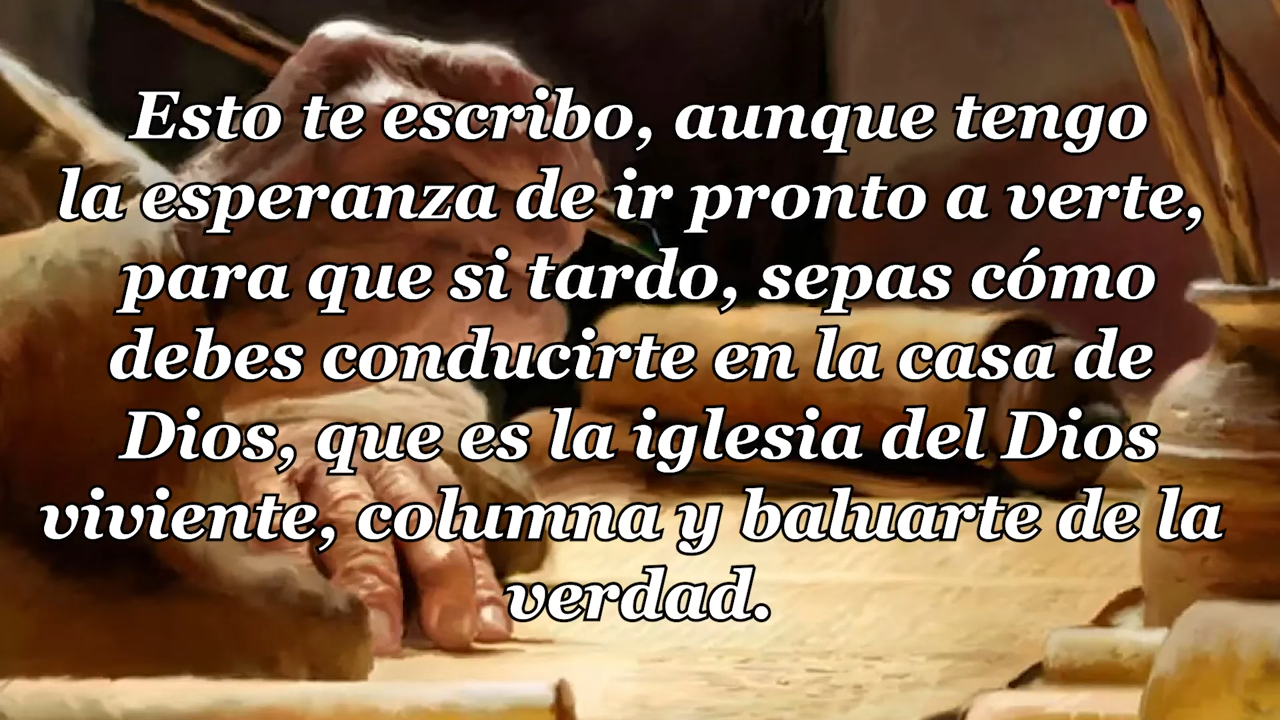 Esto te escribo, aunque tengo
la esperanza de ir pronto a verte,
para que si tardo, sepas cómo
debes conducirte en la casa de
Dios, que es la iglesia del Dios
viviente, columna y baluarte de la
verdad.